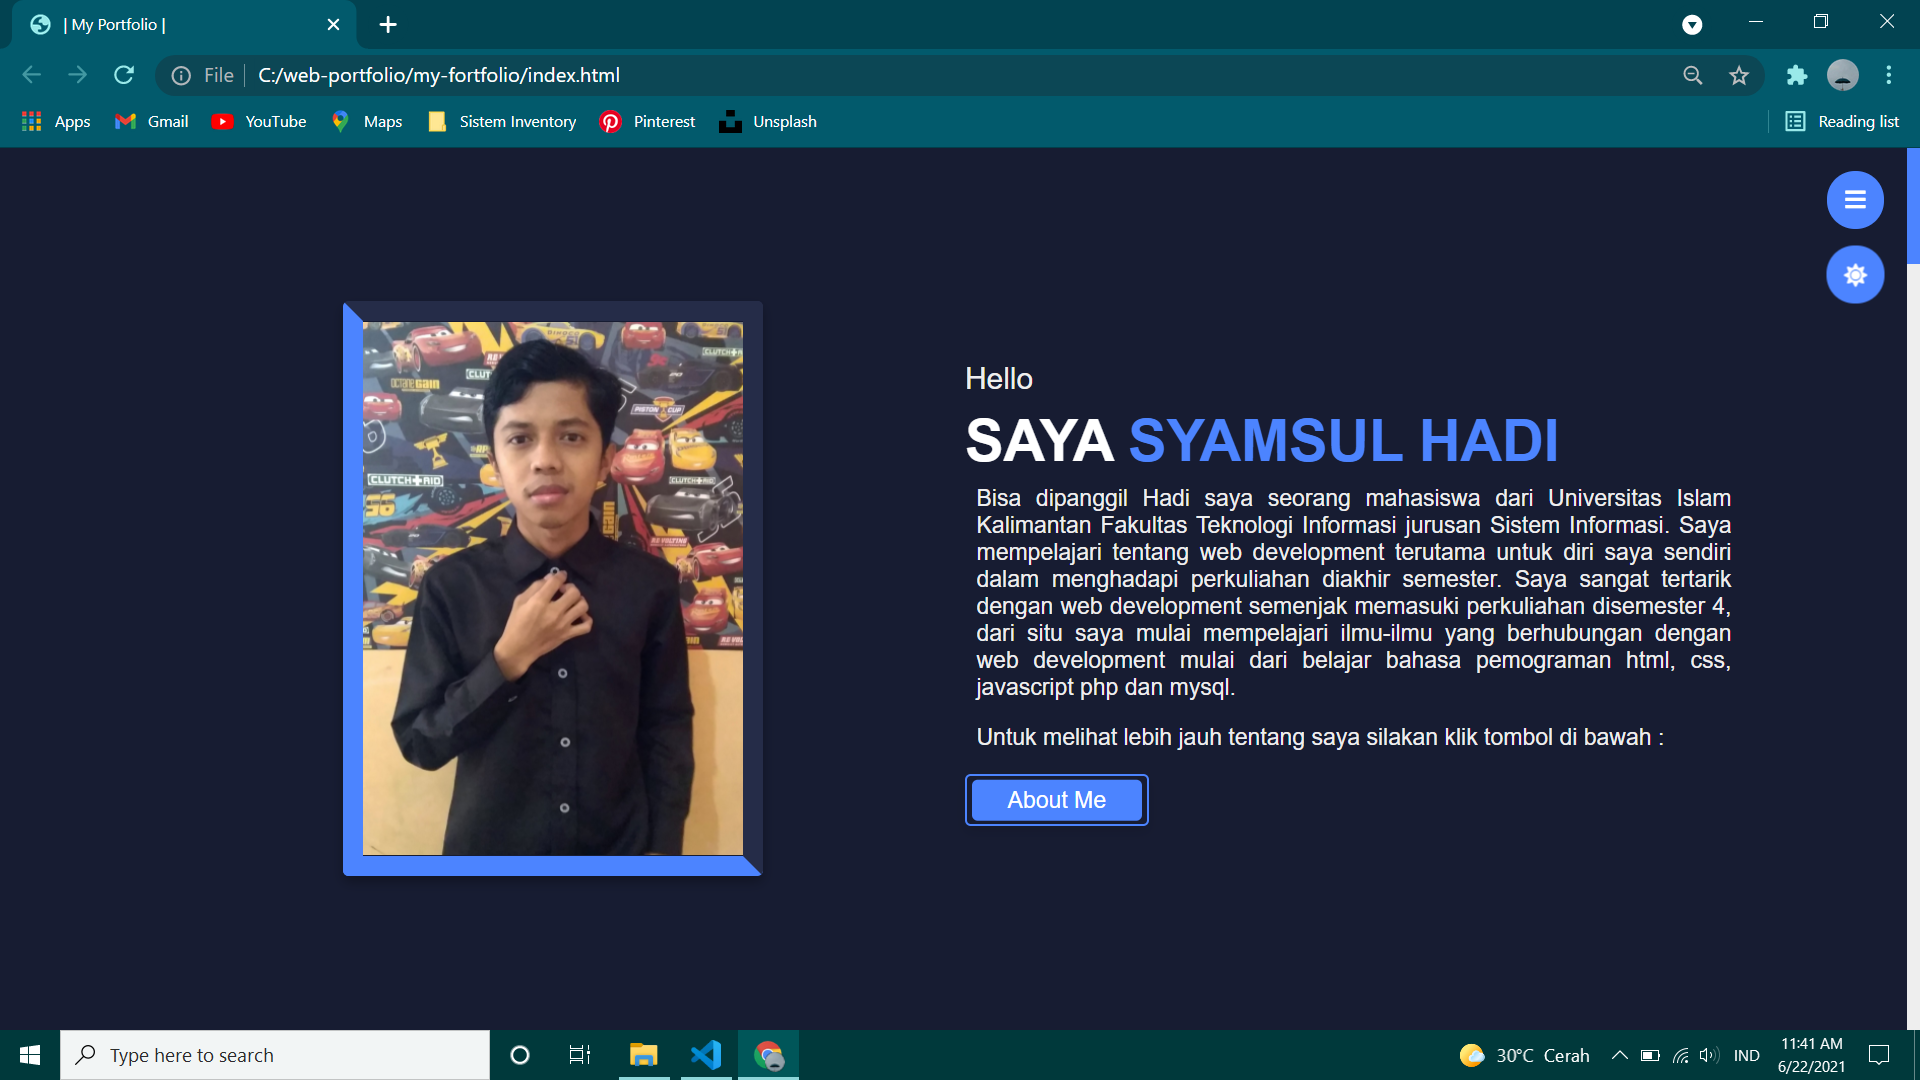 | My Portfolio |
File
C:/web-portfolio/my-fortfolio/index.html
Apps
Gmail
YouTube
Maps
Sistem Inventory
Pinterest
Unsplash
Reading list
CLUTCH AID
PISTON CUP
Hello
SAYA SYAMSUL HADI
Bisa dipanggil Hadi saya seorang mahasiswa dari Universitas Islam
Kalimantan Fakultas Teknologi Informasi jurusan Sistem Informasi. Saya
mempelajari tentang web development terutama untuk diri saya sendiri
dalam menghadapi perkuliahan diakhir semester. Saya sangat tertarik
dengan web development semenjak memasuki perkuliahan disemester 4,
dari situ saya mulai mempelajari ilmu-ilmu yang berhubungan dengan
web development mulai dari belajar bahasa pemograman html, css,
javascript php dan mysql.
Untuk melihat lebih jauh tentang saya silakan klik tombol di bawah :
About Me
Type here to search
30°C Cerah
IND
11:41 AM
6/22/2021